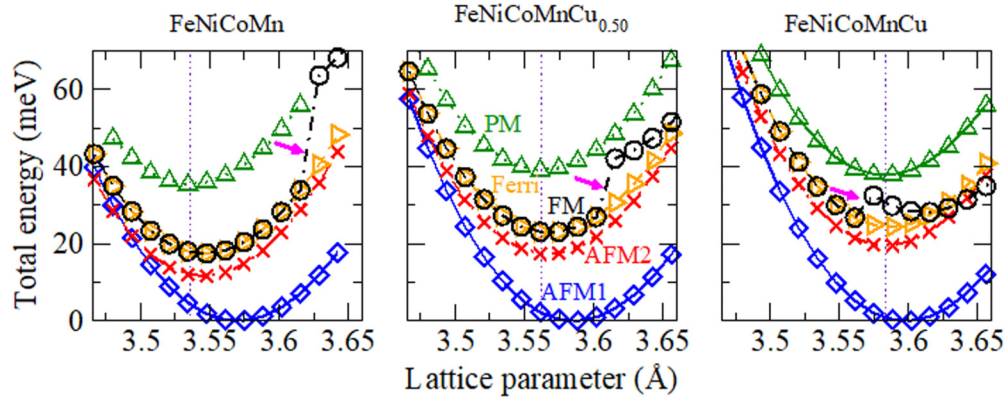 FeNiCoMn
FeNiCoMnCu0.50
FeNiCoMnCu
Total energy (meV)
60
40
20
0
PM
Ferri
FM
AFM2
AFM1
3.5 3.55 3.6 3.65
3.5 3.55 3.6 3.65
3.5 3.55 3.6 3.65
Lattice parameter (Å)